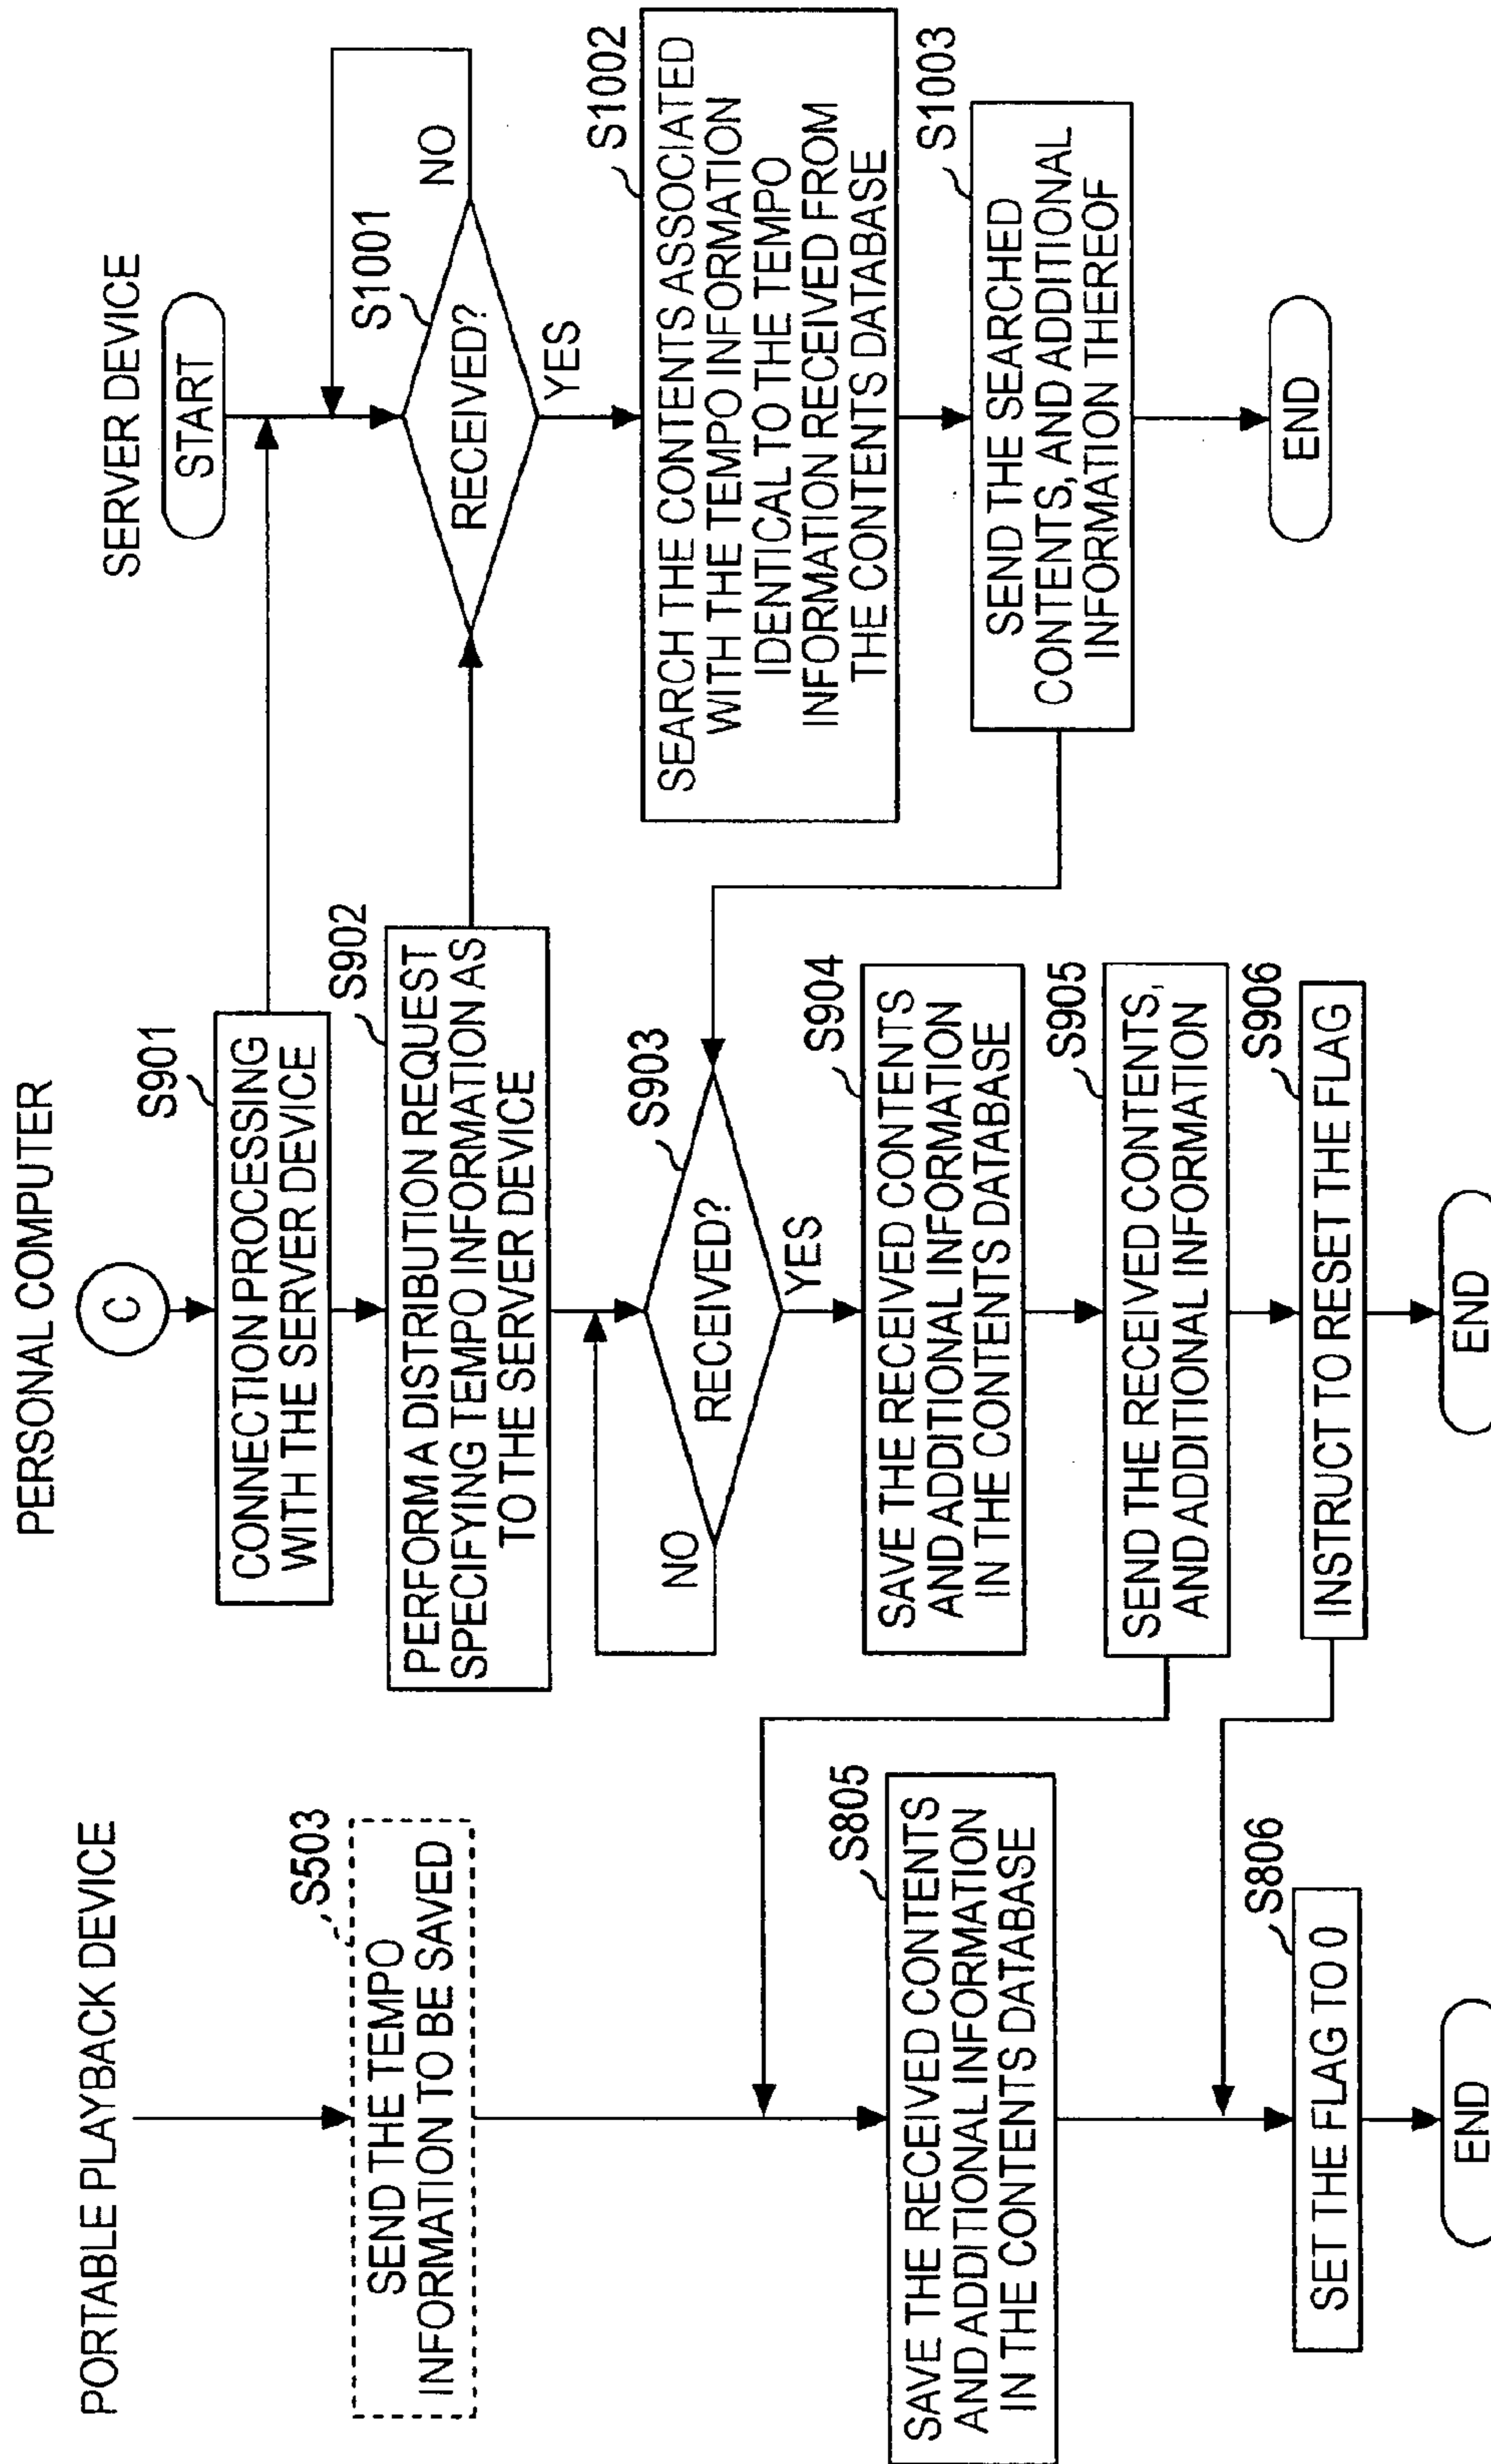 PORTABLE PLAYBACK DEVICE
S503
SEND THE TEMPO
INFORMATION TO BE SAVED
S805
SAVE THE RECEIVED CONTENTS
AND ADDITIONAL INFORMATION
IN THE CONTENTS DATABASE
S806
SET THE FLAG TO 0
END
PERSONAL COMPUTER
C
S901
CONNECTION PROCESSING
WITH THE SERVER DEVICE
S902
PERFORM A DISTRIBUTION REQUEST
SPECIFYING TEMPO INFORMATION AS
TO THE SERVER DEVICE
S903
RECEIVED?
NO
YES
S904
SAVE THE RECEIVED CONTENTS
AND ADDITIONAL INFORMATION
IN THE CONTENTS DATABASE
S905
SEND THE RECEIVED CONTENTS,
AND ADDITIONAL INFORMATION
S906
INSTRUCT TO RESET THE FLAG
END
SERVER DEVICE
START
S1001
RECEIVED?
NO
YES
S1002
SEARCH THE CONTENTS ASSOCIATED
WITH THE TEMPO INFORMATION
IDENTICAL TO THE TEMPO
INFORMATION RECEIVED FROM
THE CONTENTS DATABASE
S1003
SEND THE SEARCHED
CONTENTS, AND ADDITIONAL
INFORMATION THEREOF
END